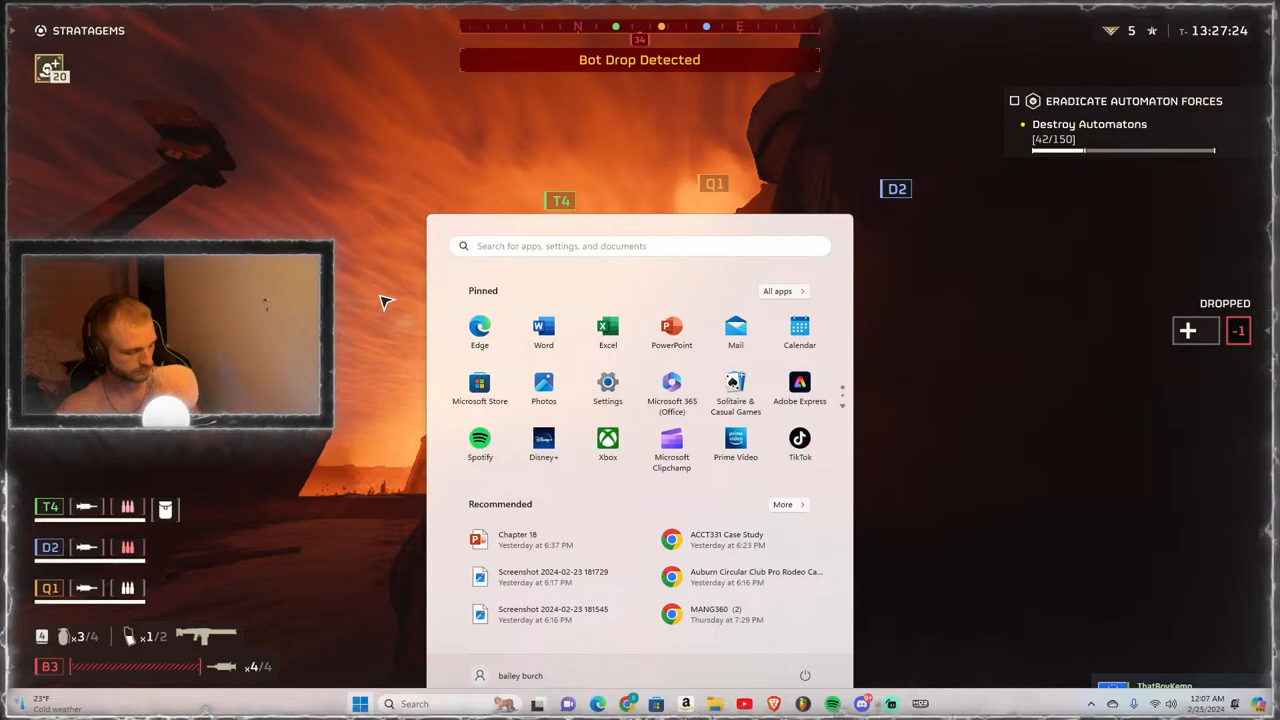 STRATAGEMS
20
N
E
34
Bot Drop Detected
5
T- 13:27:24
ERADICATE AUTOMATON FORCES
Destroy Automatons
[42/150]
T4
Q1
D2
DROPPED
-1
Search for apps, settings, and documents
Pinned
All apps
Edge
Word
Excel
PowerPoint
Mail
Calendar
Microsoft Store
Photos
Settings
Microsoft 365
(Office)
Solitaire &
Casual Games
Adobe Express
Spotify
Disney+
Xbox
Microsoft
Clipchamp
Prime Video
TikTok
Recommended
More
Chapter 18
Yesterday at 6:37 PM
ACCT331 Case Study
Yesterday at 6:23 PM
Screenshot 2024-02-23 181729
Yesterday at 6:17 PM
Auburn Circular Club Pro Rodeo Ca...
Yesterday at 6:16 PM
Screenshot 2024-02-23 181545
Yesterday at 6:16 PM
MANG360 (2)
Thursday at 7:29 PM
bailey burch
T4
D2
Q1
4
x3/4
x1/2
B3
x4/4
ThatBoyKemp
23°F
Cold weather
Search
12:07 AM
2/25/2024